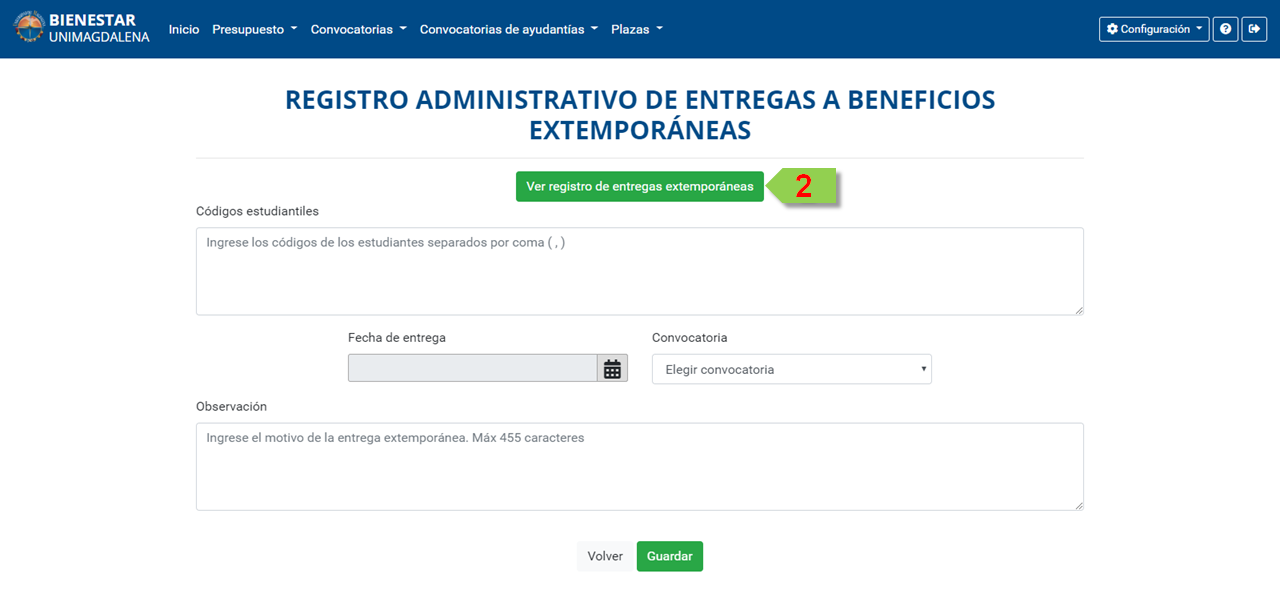 BIENESTAR
UNIMAGDALENA
Inicio Presupuesto Convocatorias Convocatorias de ayudantías Plazas Configuración
REGISTRO ADMINISTRATIVO DE ENTREGAS A BENEFICIOS
EXTEMPORÁNEAS
Ver registro de entregas extemporáneas 2
Códigos estudiantiles
Ingrese los códigos de los estudiantes separados por coma ( , )
Fecha de entrega Convocatoria
Elegir convocatoria
Observación
Ingrese el motivo de la entrega extemporánea. Máx 455 caracteres
Volver Guardar